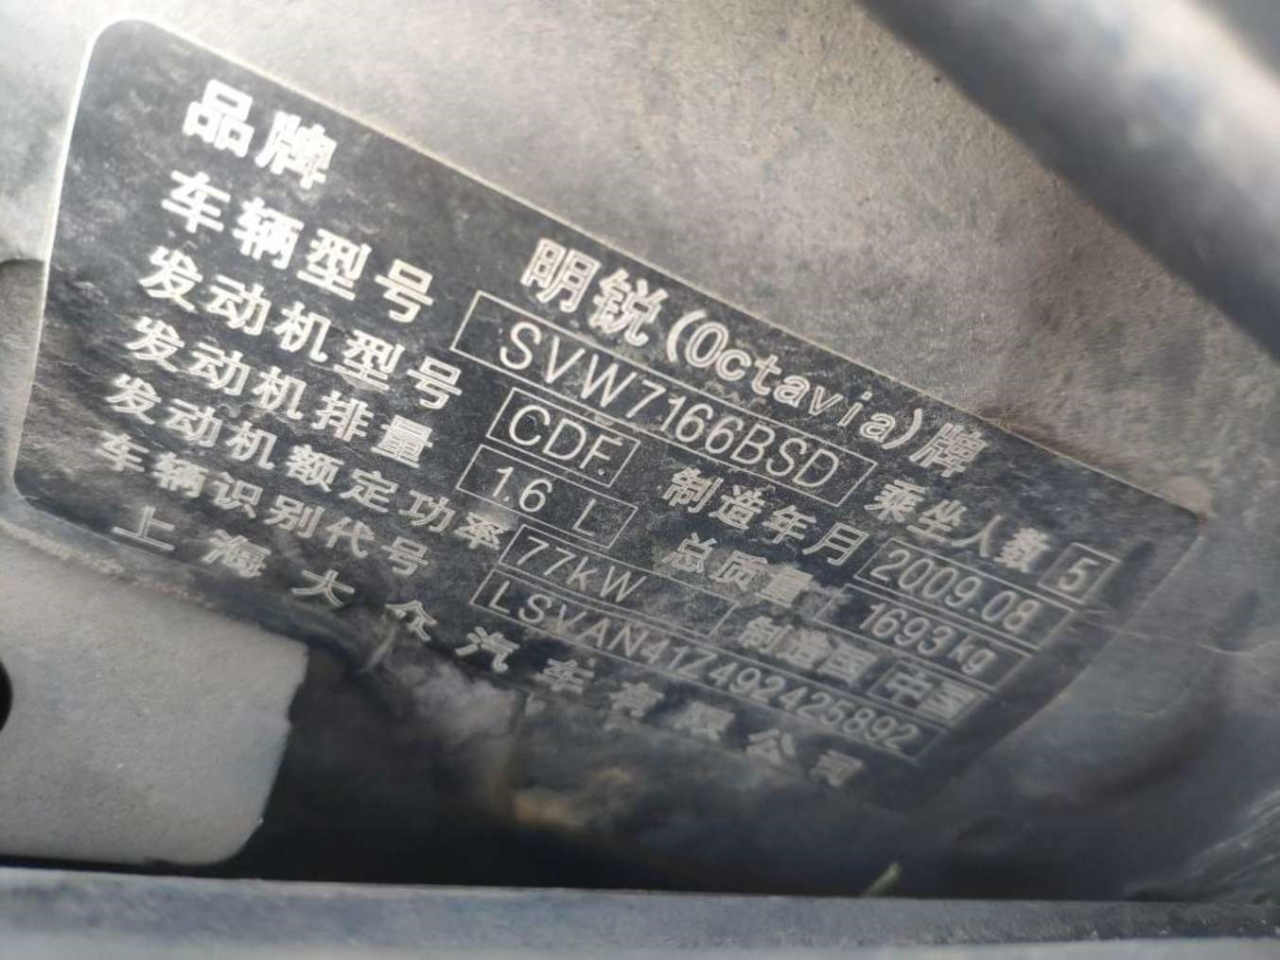 品牌 明锐(Octavia)牌
车辆型号 SVW7166BSD 乘坐人数 5
发动机型号 CDF. 制造年月 2009.08
发动机排量 1.6 L 总质量 1693kg
发动机额定功率 77kW 制造国 中国
车辆识别代号 LSVAN41Z492425892
上海大众汽车有限公司